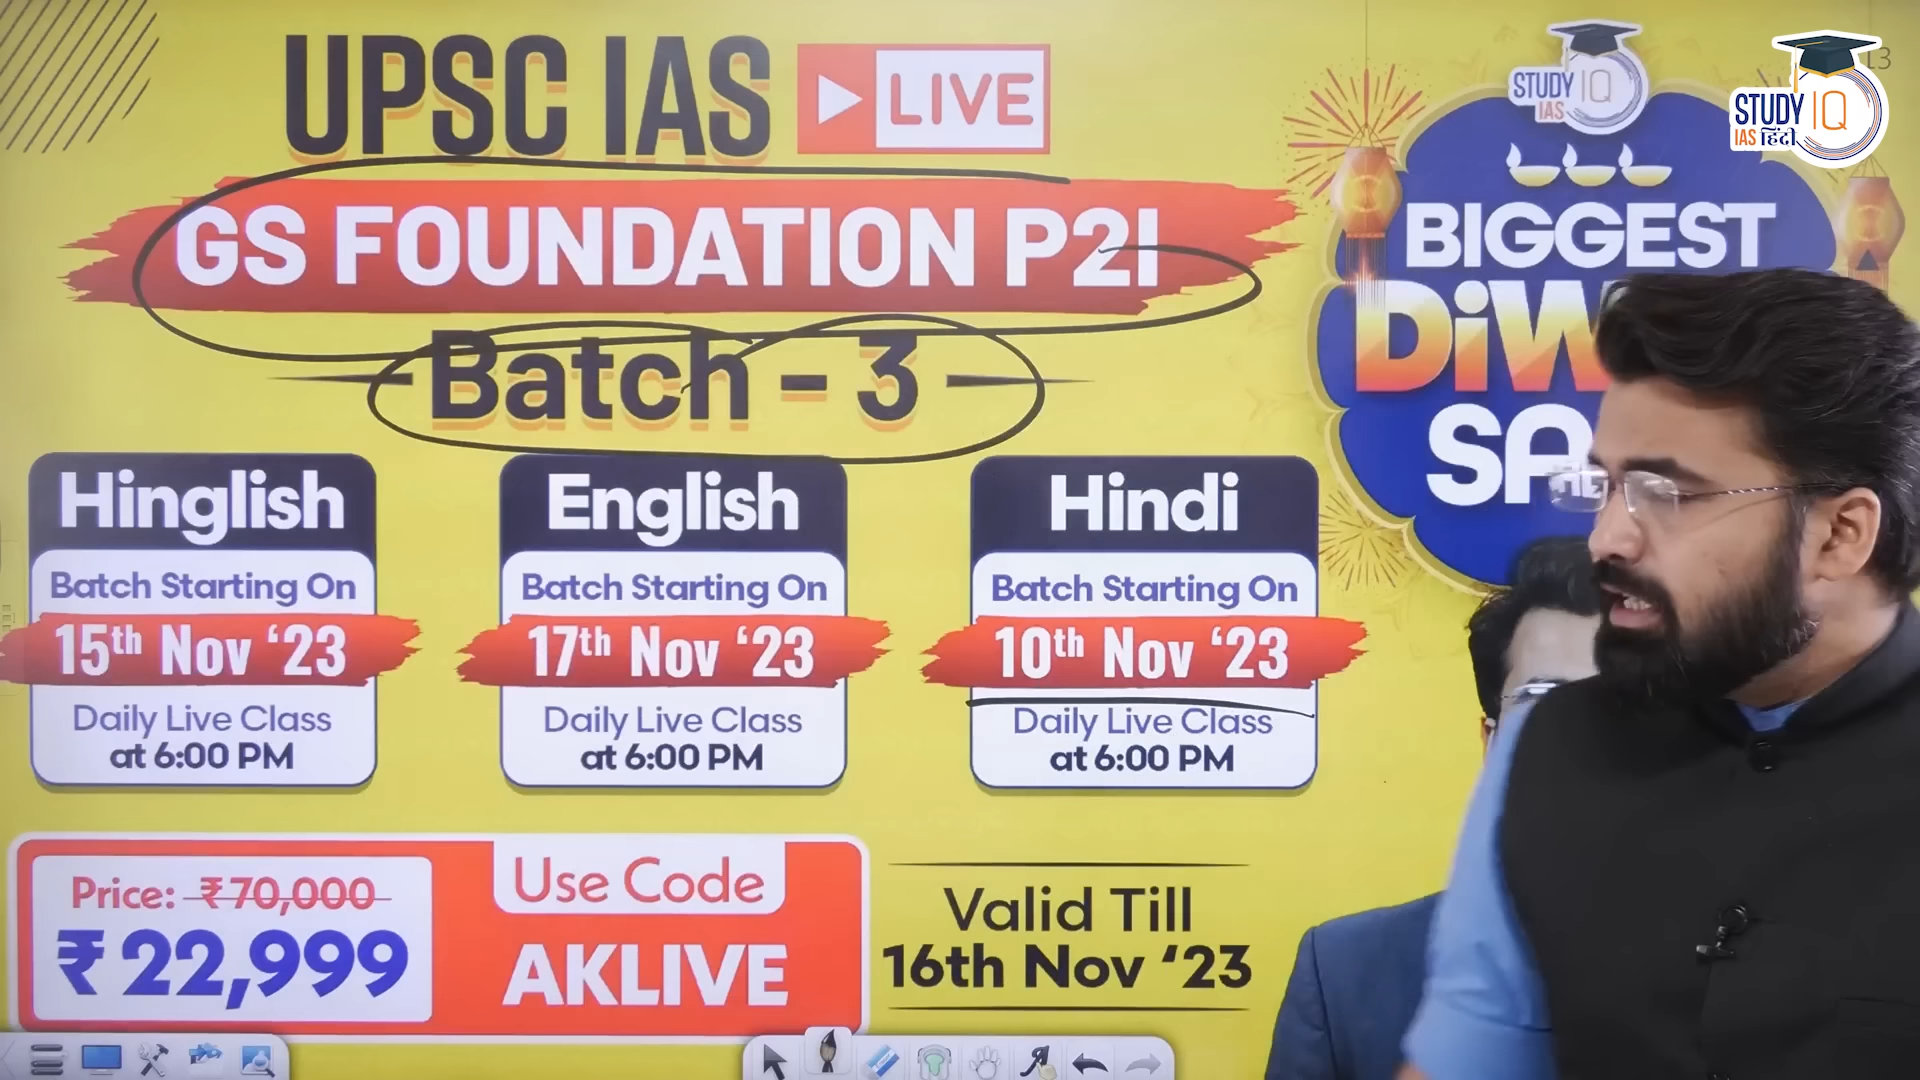 UPSC IAS LIVE
GS FOUNDATION P2I
Batch - 3
Hinglish
Batch Starting On
15th Nov ‘23
Daily Live Class
at 6:00 PM
English
Batch Starting On
17th Nov ‘23
Daily Live Class
at 6:00 PM
Hindi
Batch Starting On
10th Nov ‘23
Daily Live Class
at 6:00 PM
Price: ₹70,000
₹22,999
Use Code
AKLIVE
Valid Till
16th Nov ‘23
STUDY IQ
IAS
BIGGEST
13
STUDY IQ
IAS हिंदी